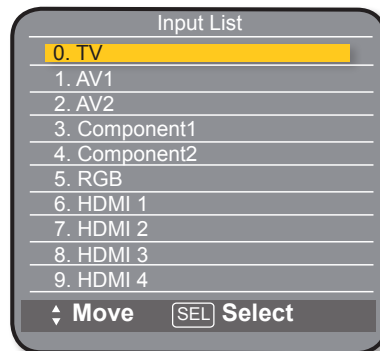 Input List
0. TV
1. AV1
2. AV2
3. Component1
4. Component2
5. RGB
6. HDMI 1
7. HDMI 2
8. HDMI 3
9. HDMI 4
Move SEL Select